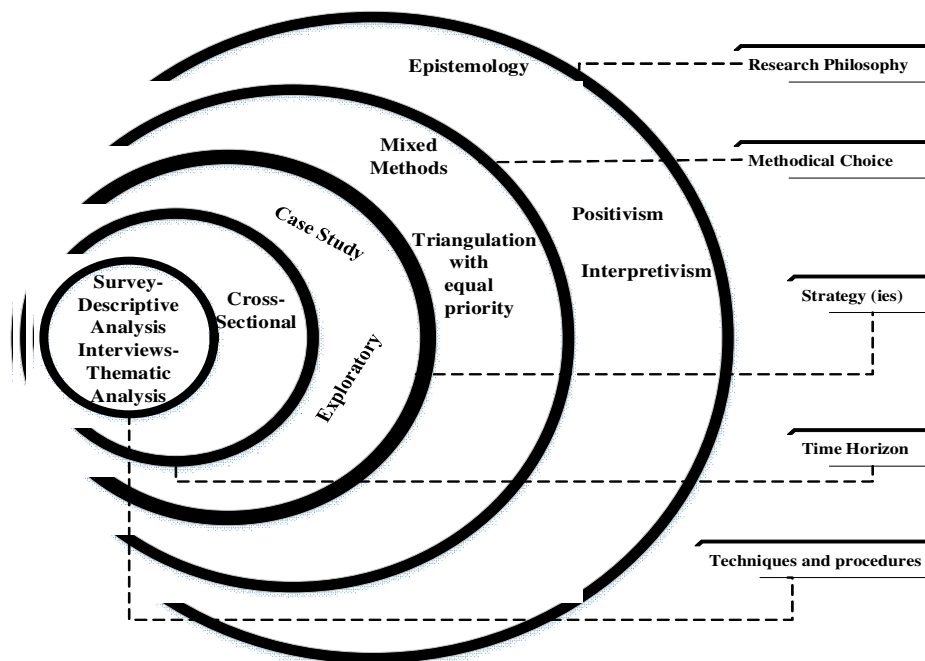 Epistemology
Research Philosophy
Mixed
Methods
Methodical Choice
Case Study
Positivism
Triangulation
with
equal
priority
Interpretivism
Survey-
Descriptive
Analysis
Interviews-
Thematic
Analysis
Cross-
Sectional
Strategy (ies)
Exploratory
Time Horizon
Techniques and procedures